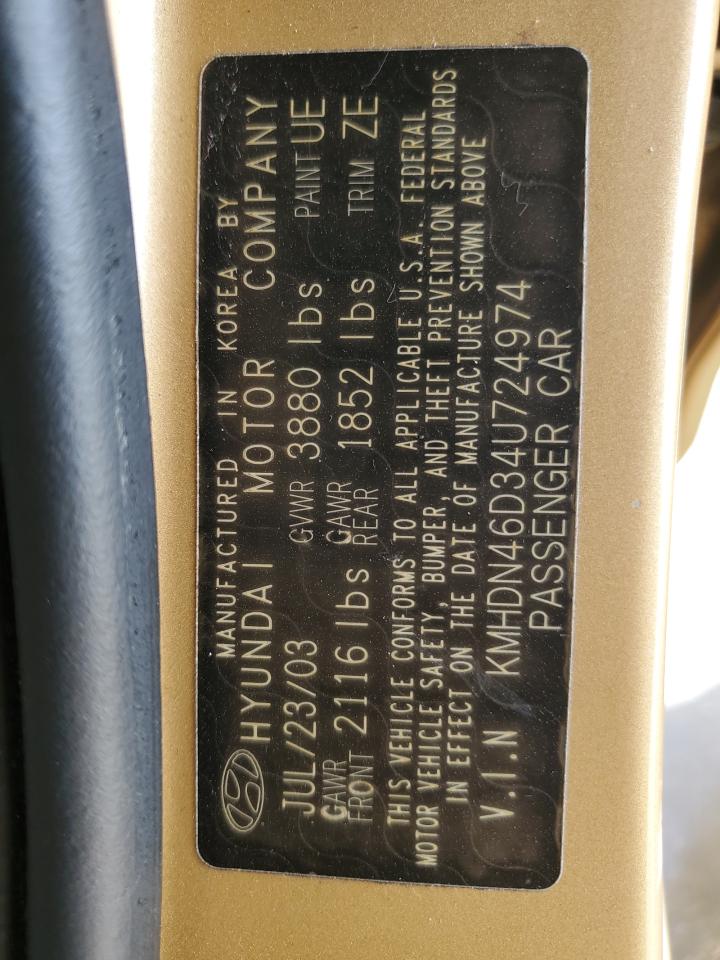 MANUFACTURED IN KOREA BY
HYUNDAI MOTOR COMPANY
JUL/23/03 GVWR 3880 lbs PAINT UE
GAWR FRONT 2116 lbs GAWR REAR 1852 lbs TRIM ZE
THIS VEHICLE CONFORMS TO ALL APPLICABLE U.S.A. FEDERAL
MOTOR VEHICLE SAFETY, BUMPER, AND THEFT PREVENTION STANDARDS
IN EFFECT ON THE DATE OF MANUFACTURE SHOWN ABOVE
V.I.N KMHDN46D34U724974
PASSENGER CAR